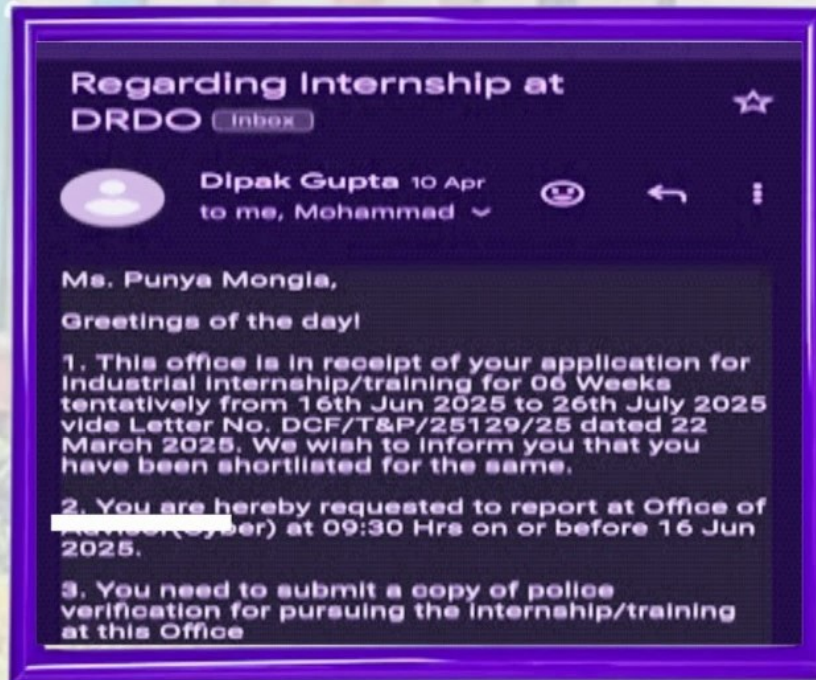 Regarding Internship at
DRDO Inbox
Dipak Gupta 10 Apr
to me, Mohammad
Ms. Punya Mongia,
Greetings of the day!
1. This office is in receipt of your application for
Industrial internship/training for 06 Weeks
tentatively from 16th Jun 2025 to 26th July 2025
vide Letter No. DCF/T&P/25129/25 dated 22
March 2025. We wish to inform you that you
have been shortlisted for the same.
2. You are hereby requested to report at Office of
at 09:30 Hrs on or before 16 Jun
2025.
3. You need to submit a copy of police
verification for pursuing the internship/training
at this Office